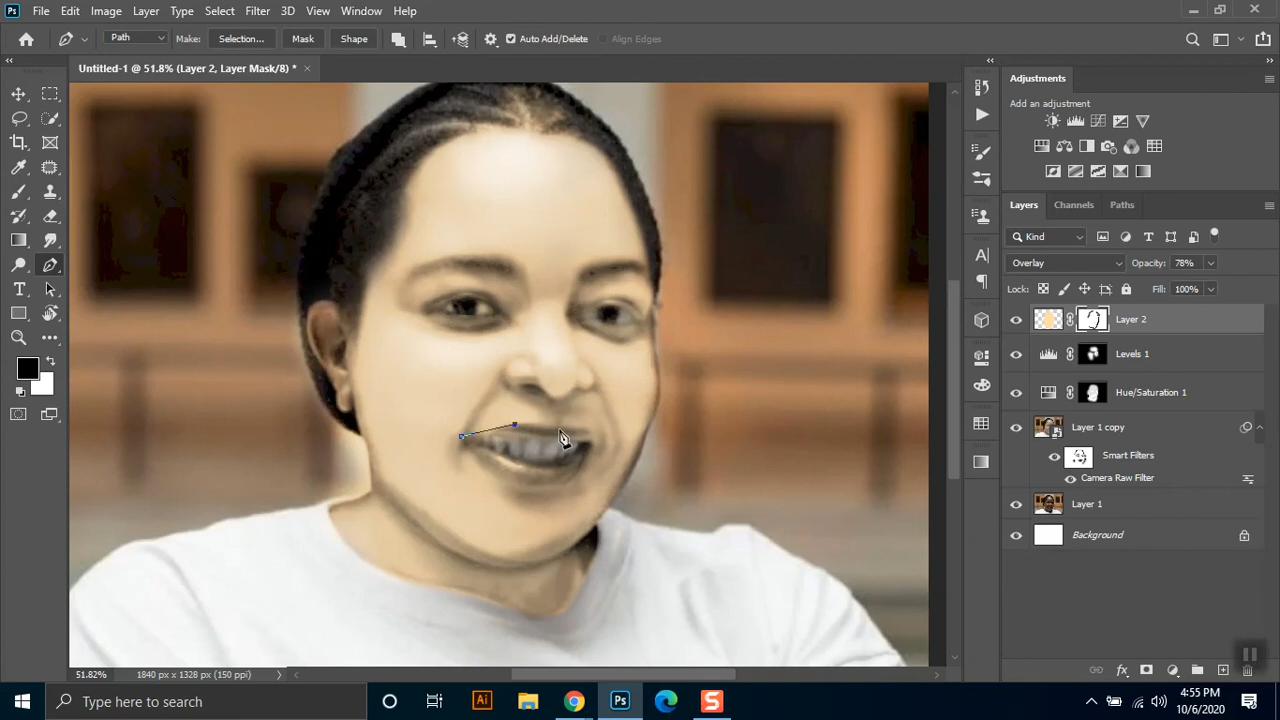 Ps File Edit Image Layer Type Select Filter 3D View Window Help
Path Make: Selection... Mask Shape Auto Add/Delete Align Edges
Untitled-1 @ 51.8% (Layer 2, Layer Mask/8) *
Adjustments
Add an adjustment
Layers Channels Paths
Kind
Overlay Opacity: 78%
Lock: Fill: 100%
Layer 2
Levels 1
Hue/Saturation 1
Layer 1 copy
Smart Filters
Camera Raw Filter
Layer 1
Background
51.82% 1840 px x 1328 px (150 ppi)
Type here to search
Ai
Ps
S
4:55 PM
10/6/2020